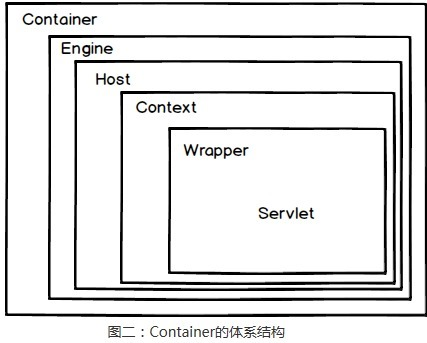 Container
Engine
Host
Context
Wrapper
Servlet
图二：Container的体系结构